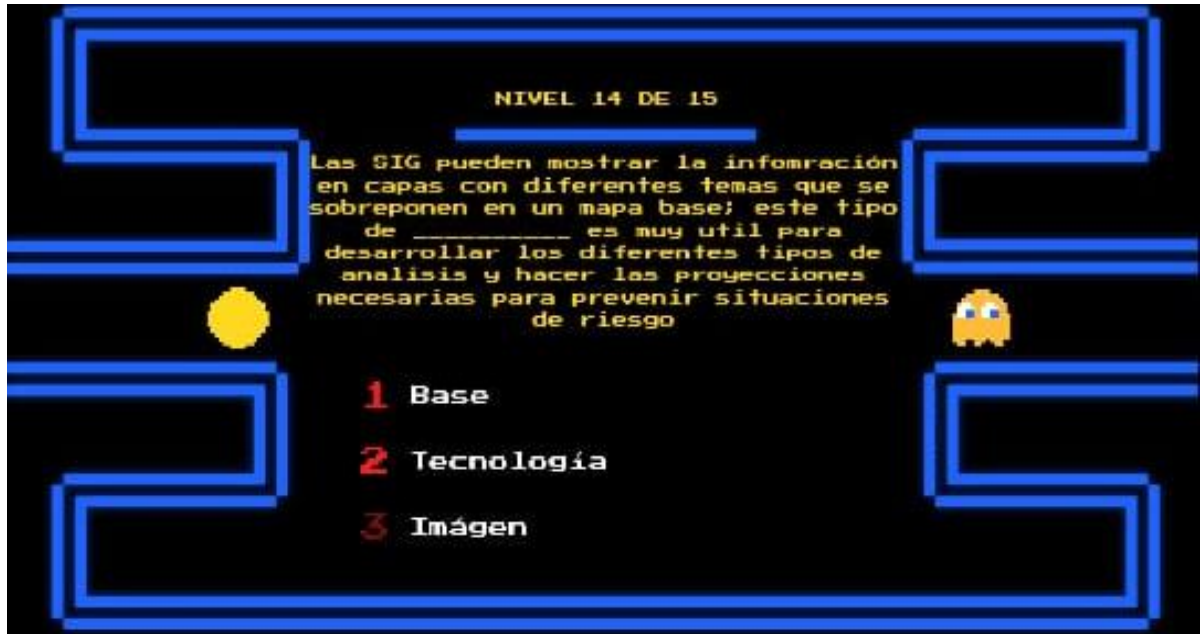 NIVEL 14 DE 15
Las SIG pueden mostrar la infomración
en capas con diferentes temas que se
sobreponen en un mapa base; este tipo
de __________ es muy util para
desarrollar los diferentes tipos de
analisis y hacer las proyecciones
necesarias para prevenir situaciones
de riesgo
1 Base
2 Tecnología
3 Imágen